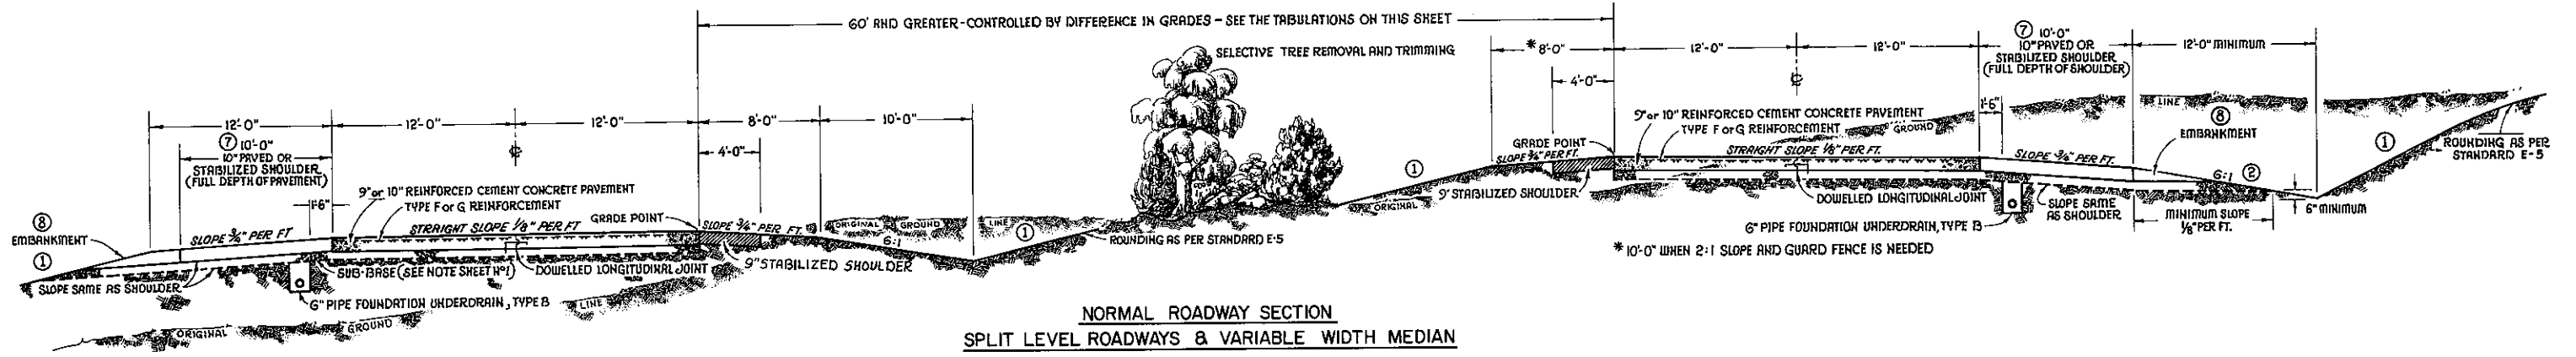 60' AND GREATER-CONTROLLED BY DIFFERENCE IN GRADES - SEE THE TABULATIONS ON THIS SHEET
SELECTIVE TREE REMOVAL AND TRIMMING
12'-0"
12'-0"
12'-0"
8'-0"
10'-0"
4'-0"
⑦ 10'-0"
10" PAVED OR
STABILIZED SHOULDER
(FULL DEPTH OF PAVEMENT)
℄
1'-6"
9" or 10" REINFORCED CEMENT CONCRETE PAVEMENT
TYPE F or G REINFORCEMENT
STRAIGHT SLOPE 1/8" PER FT
GRADE POINT
SLOPE 3/4" PER FT.
ORIGINAL GROUND LINE
6:1
①
ROUNDING AS PER STANDARD E-5
⑧
EMBANKMENT
①
SLOPE 3/4" PER FT
SLOPE SAME AS SHOULDER
SUB-BASE (SEE NOTE SHEET Nº1)
DOWELLED LONGITUDINAL JOINT
9" STABILIZED SHOULDER
6" PIPE FOUNDATION UNDERDRAIN, TYPE B
ORIGINAL GROUND LINE
*8'-0"
12'-0"
12'-0"
⑦ 10'-0"
10" PAVED OR
STABILIZED SHOULDER
(FULL DEPTH OF SHOULDER)
12'-0" MINIMUM
4'-0"
℄
1'-6"
9" or 10" REINFORCED CEMENT CONCRETE PAVEMENT
TYPE F or G REINFORCEMENT
GROUND
LINE
GRADE POINT
SLOPE 3/4" PER FT.
STRAIGHT SLOPE 1/8" PER FT.
SLOPE 3/4" PER FT.
⑧
EMBANKMENT
①
ROUNDING AS PER
STANDARD E-5
①
ORIGINAL
9" STABILIZED SHOULDER
DOWELLED LONGITUDINAL JOINT
6:1
②
SLOPE SAME
AS SHOULDER
6" MINIMUM
MINIMUM SLOPE
1/8" PER FT.
6" PIPE FOUNDATION UNDERDRAIN, TYPE B
* 10'-0" WHEN 2:1 SLOPE AND GUARD FENCE IS NEEDED
NORMAL ROADWAY SECTION
SPLIT LEVEL ROADWAYS & VARIABLE WIDTH MEDIAN